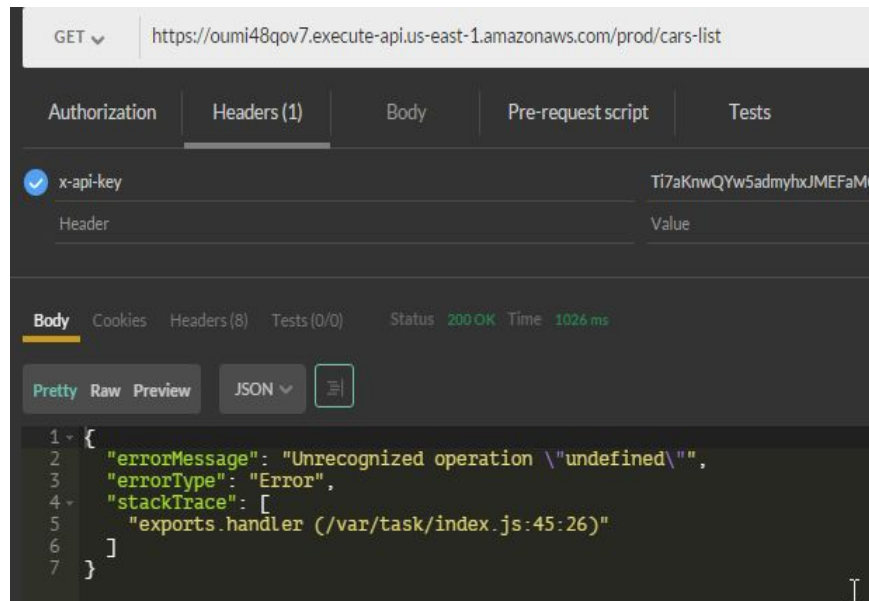 GET https://oumi48qov7.execute-api.us-east-1.amazonaws.com/prod/cars-list
Authorization Headers (1) Body Pre-request script Tests
x-api-key Ti7aKnwQYw5admyhxJMEFaM
Header Value
Body Cookies Headers (8) Tests (0/0) Status 200 OK Time 1026 ms
Pretty Raw Preview JSON
1 {
2 "errorMessage": "Unrecognized operation \"undefined\"",
3 "errorType": "Error",
4 "stackTrace": [
5 "exports.handler (/var/task/index.js:45:26)"
6 ]
7 }